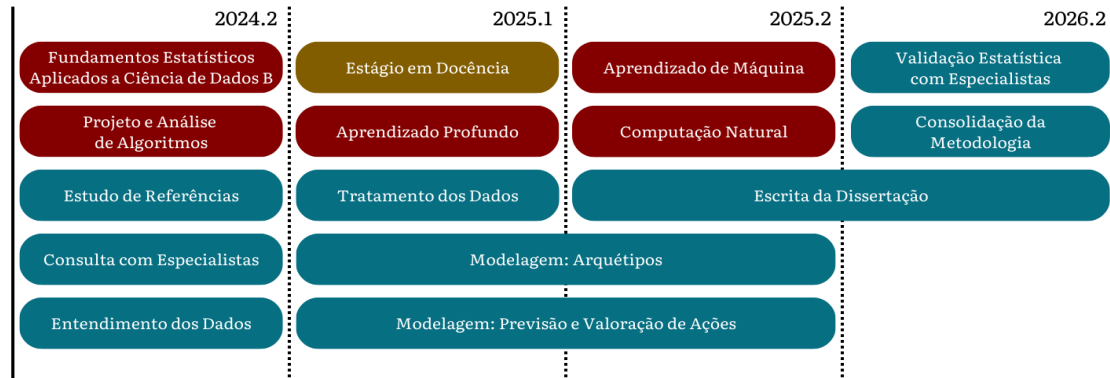 2024.2
2025.1
2025.2
2026.2
Fundamentos Estatísticos
Aplicados a Ciência de Dados B
Estágio em Docência
Aprendizado de Máquina
Validação Estatística
com Especialistas
Projeto e Análise
de Algoritmos
Aprendizado Profundo
Computação Natural
Consolidação da
Metodologia
Estudo de Referências
Tratamento dos Dados
Escrita da Dissertação
Consulta com Especialistas
Modelagem: Arquétipos
Entendimento dos Dados
Modelagem: Previsão e Valoração de Ações